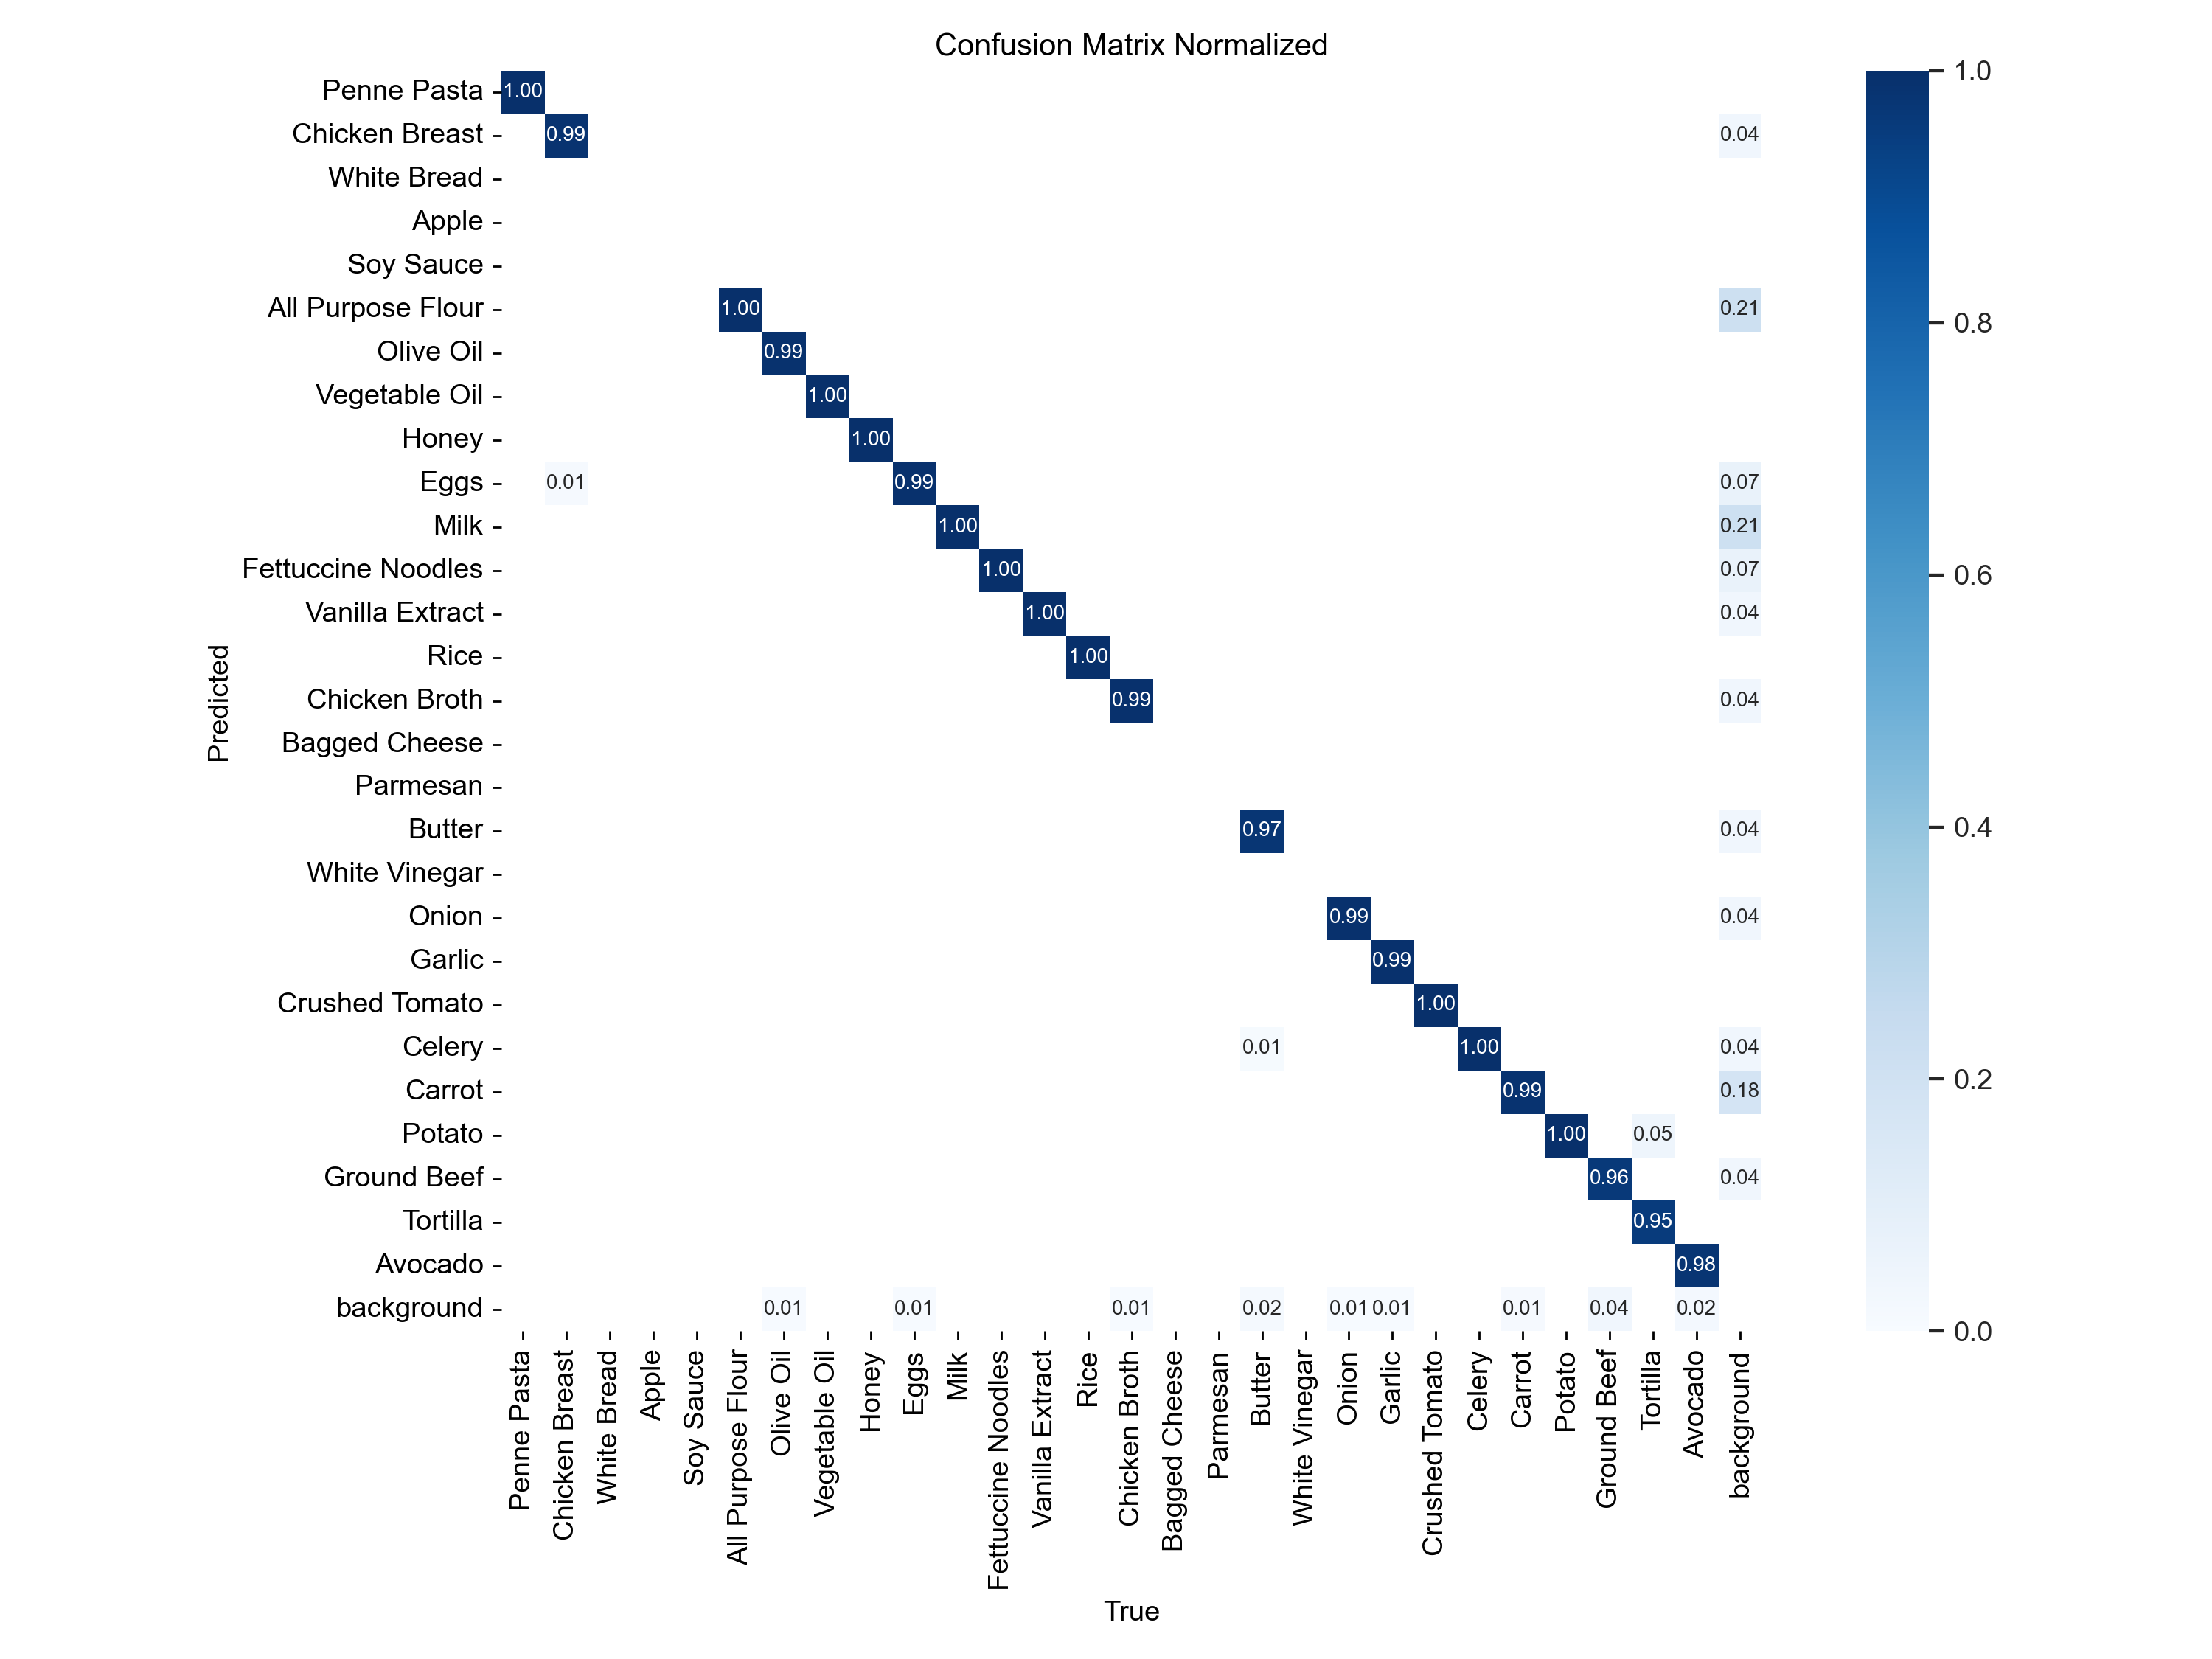 Confusion Matrix Normalized
Penne Pasta 1.00
Chicken Breast 0.99 0.04
White Bread
Apple
Soy Sauce
All Purpose Flour 1.00 0.21
Olive Oil 0.99
Vegetable Oil 1.00
Honey 1.00
Eggs 0.01 0.99 0.07
Milk 1.00 0.21
Fettuccine Noodles 1.00 0.07
Vanilla Extract 1.00 0.04
Rice 1.00
Chicken Broth 0.99 0.04
Bagged Cheese
Parmesan
Butter 0.97 0.04
White Vinegar
Onion 0.99 0.04
Garlic 0.99
Crushed Tomato 1.00
Celery 0.01 1.00 0.04
Carrot 0.99 0.18
Potato 1.00 0.05
Ground Beef 0.96 0.04
Tortilla 0.95
Avocado 0.98
background 0.01 0.01 0.01 0.02 0.01 0.01 0.01 0.04 0.02
Predicted
Penne Pasta
Chicken Breast
White Bread
Apple
Soy Sauce
All Purpose Flour
Olive Oil
Vegetable Oil
Honey
Eggs
Milk
Fettuccine Noodles
Vanilla Extract
Rice
Chicken Broth
Bagged Cheese
Parmesan
Butter
White Vinegar
Onion
Garlic
Crushed Tomato
Celery
Carrot
Potato
Ground Beef
Tortilla
Avocado
background
True
1.0
0.8
0.6
0.4
0.2
0.0